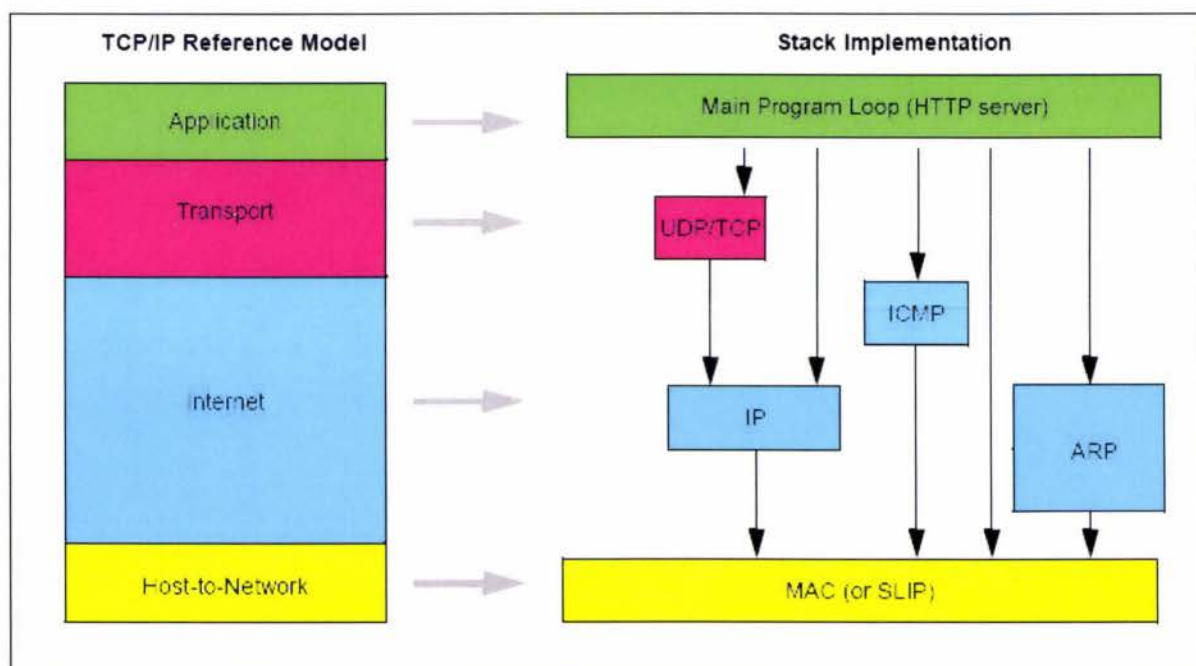 TCP/IP Reference Model
Stack Implementation
Application
Main Program Loop (HTTP server)
Transport
UDP/TCP
ICMP
Internet
IP
ARP
Host-to-Network
MAC (or SLIP)